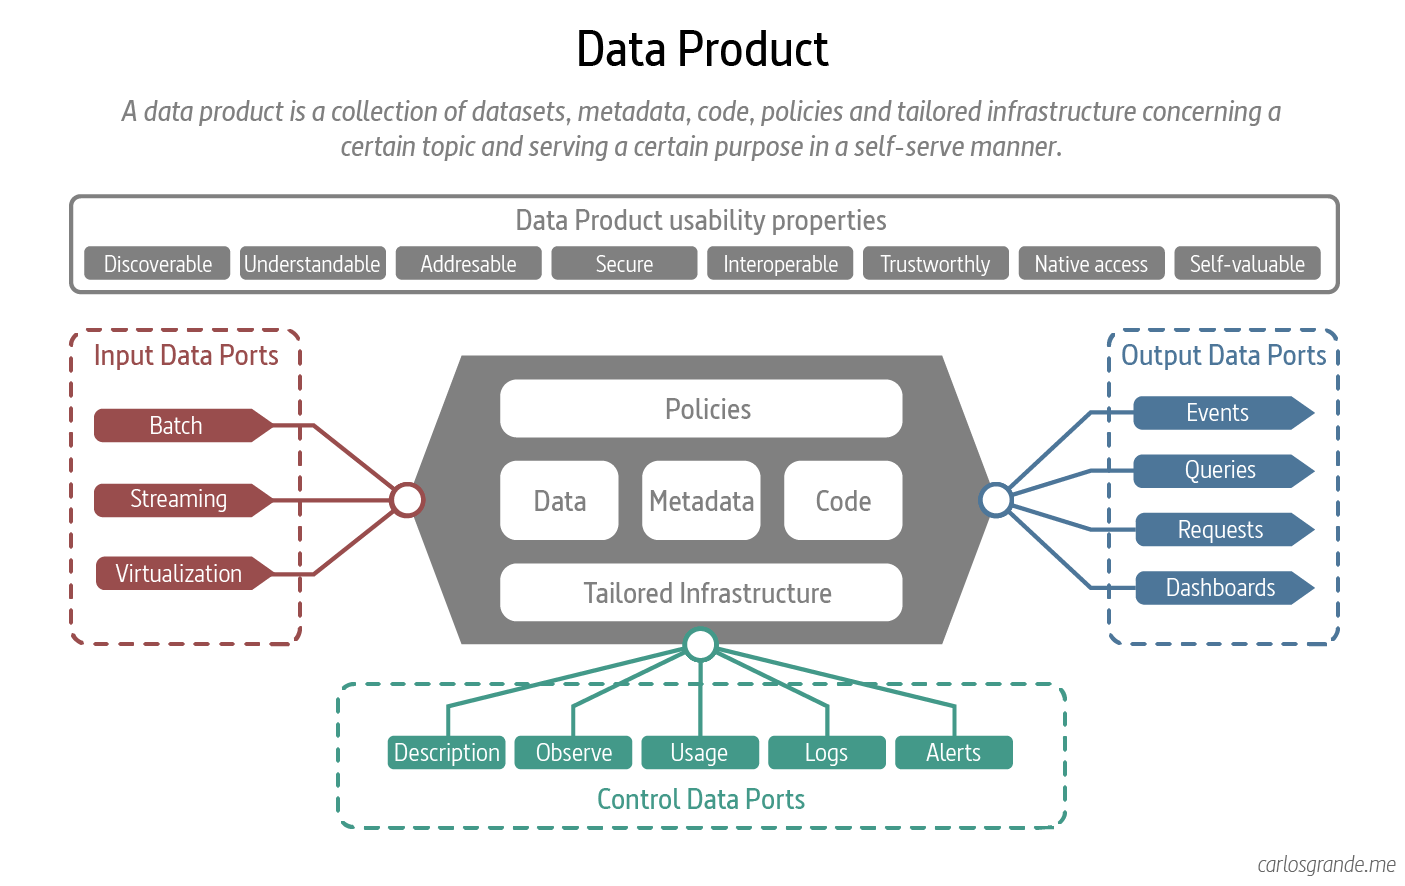 Data Product
A data product is a collection of datasets, metadata, code, policies and tailored infrastructure concerning a
certain topic and serving a certain purpose in a self-serve manner.
Data Product usability properties
Discoverable
Understandable
Addresable
Secure
Interoperable
Trustworthly
Native access
Self-valuable
Input Data Ports
Batch
Streaming
Virtualization
Policies
Data
Metadata
Code
Tailored Infrastructure
Output Data Ports
Events
Queries
Requests
Dashboards
Description
Observe
Usage
Logs
Alerts
Control Data Ports
carlosgrande.me